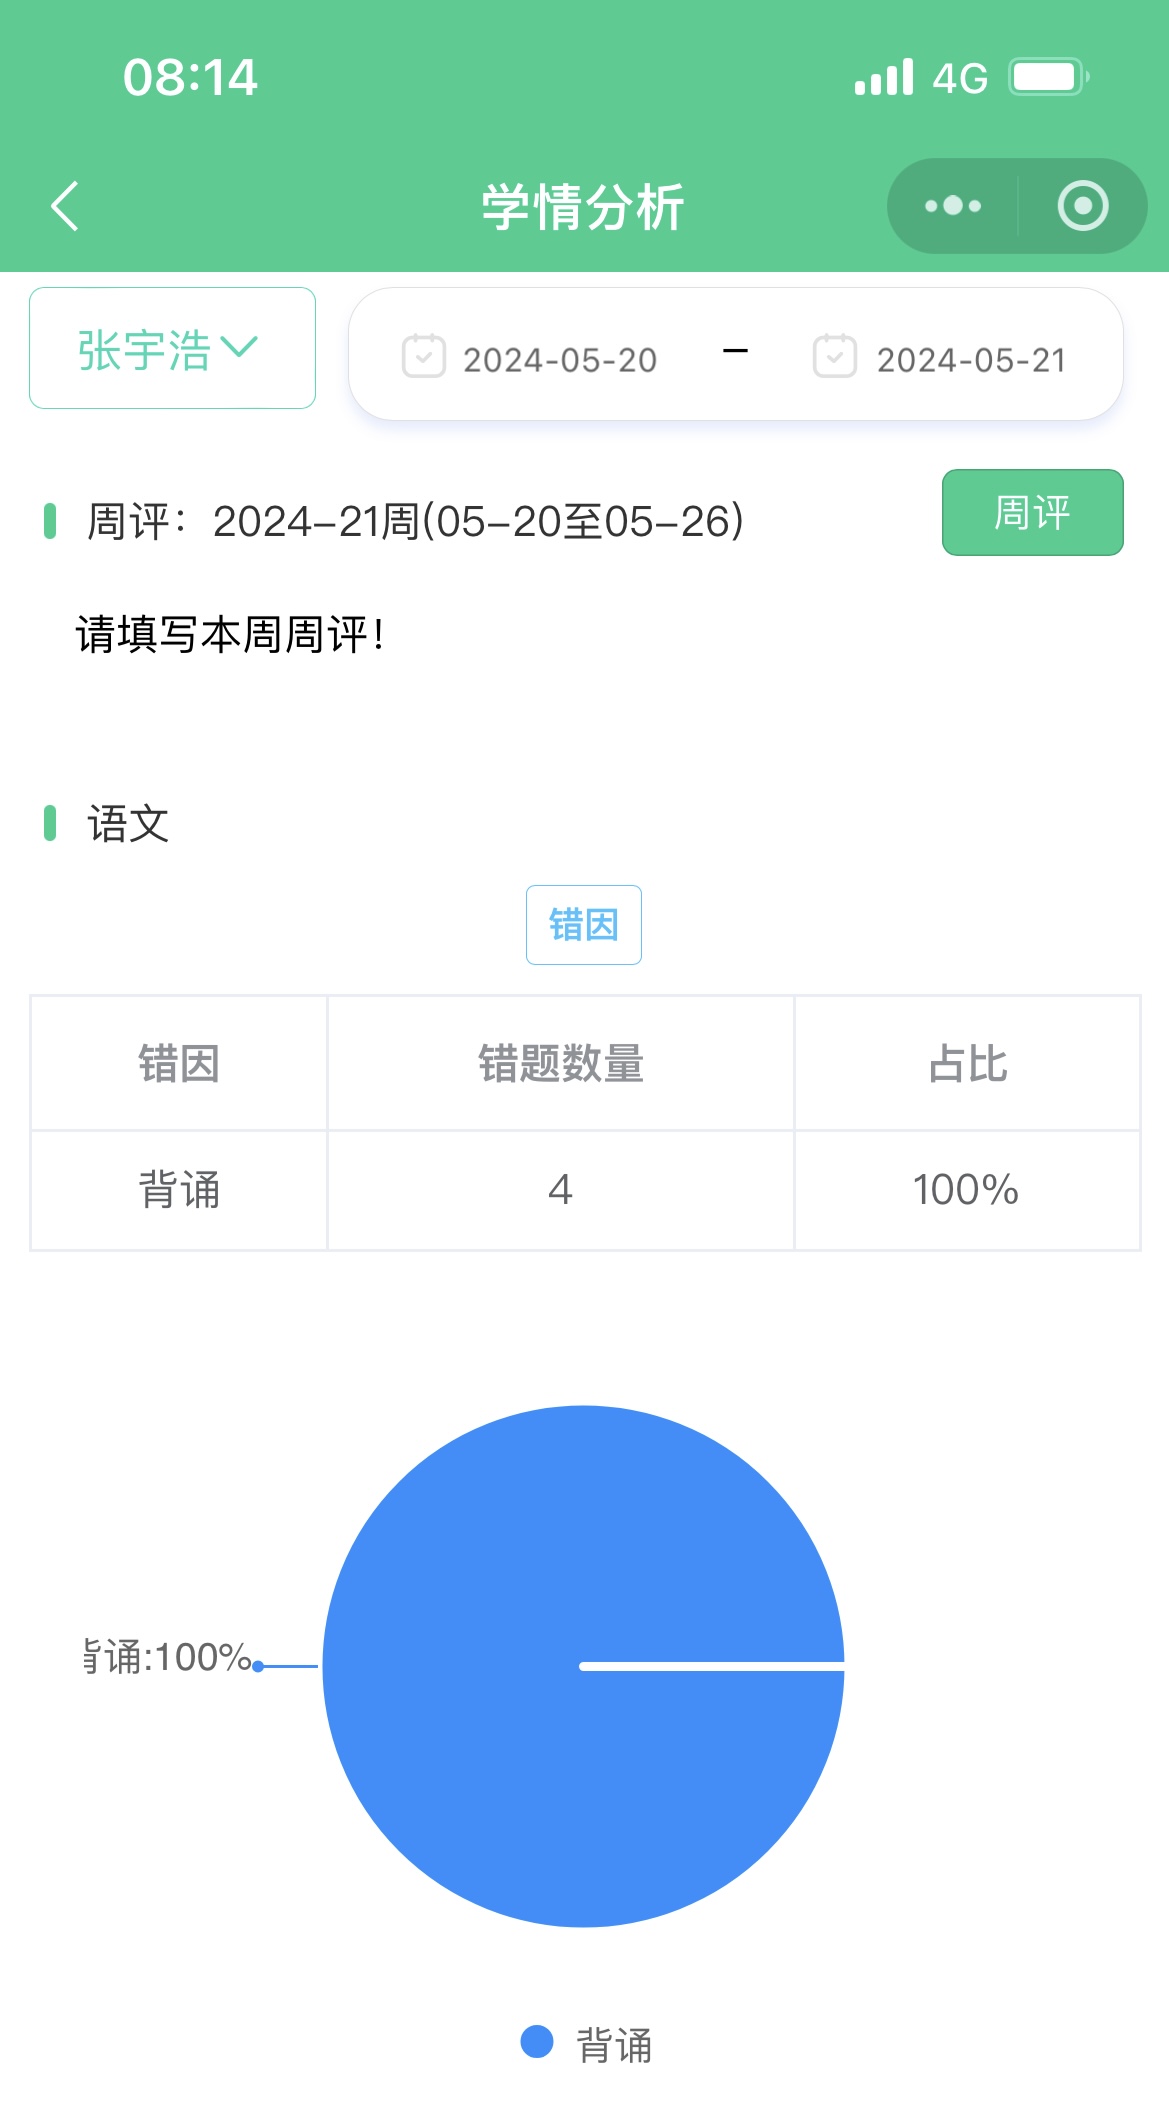 08:14
4G
学情分析
张宇浩
2024-05-20 – 2024-05-21
周评：2024-21周(05-20至05-26)
周评
请填写本周周评！
语文
错因
错因 错题数量 占比
背诵 4 100%
背诵:100%
背诵